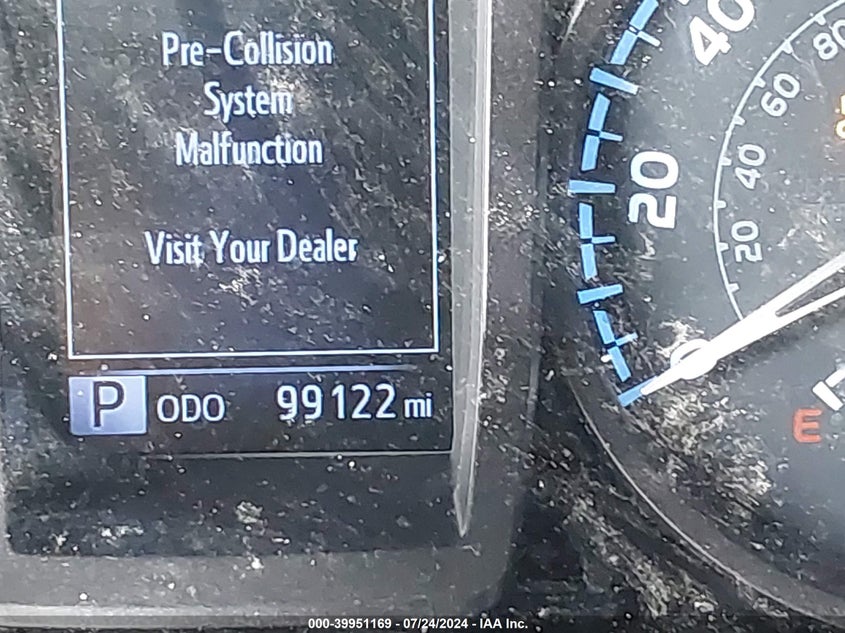 Pre-Collision
System
Malfunction
Visit Your Dealer
P ODO 99122 mi
40
20
80
60
40
20
E
000-39951169 - 07/24/2024 - IAA Inc.